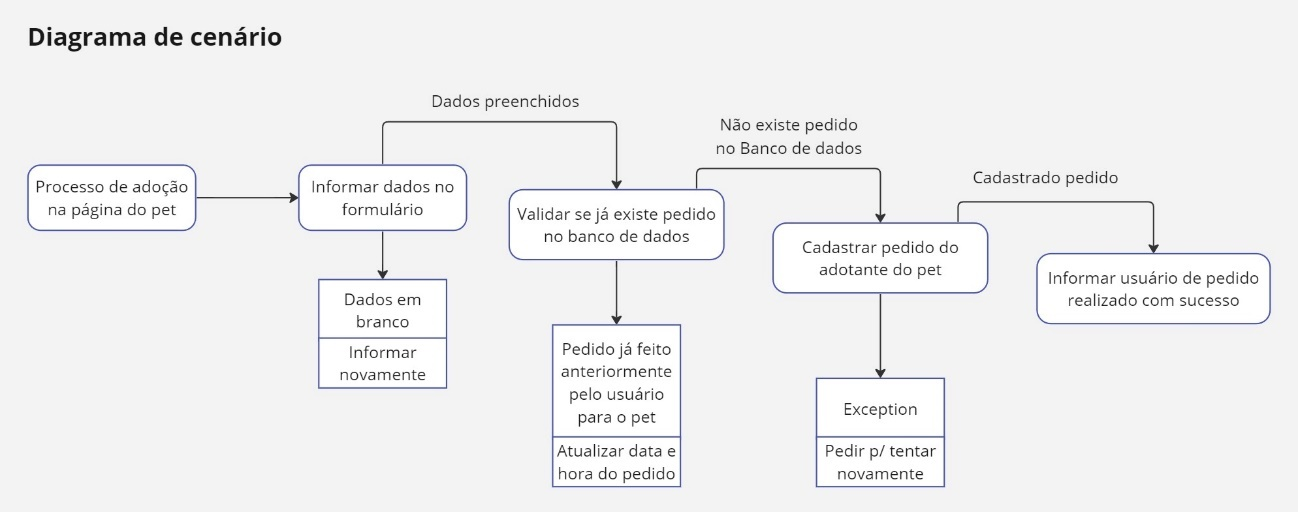 Diagrama de cenário
Dados preenchidos
Não existe pedido
no Banco de dados
Cadastrado pedido
Processo de adoção
na página do pet
Informar dados no
formulário
Validar se já existe pedido
no banco de dados
Cadastrar pedido do
adotante do pet
Informar usuário de pedido
realizado com sucesso
Dados em
branco
Informar
novamente
Pedido já feito
anteriormente
pelo usuário
para o pet
Atualizar data e
hora do pedido
Exception
Pedir p/ tentar
novamente